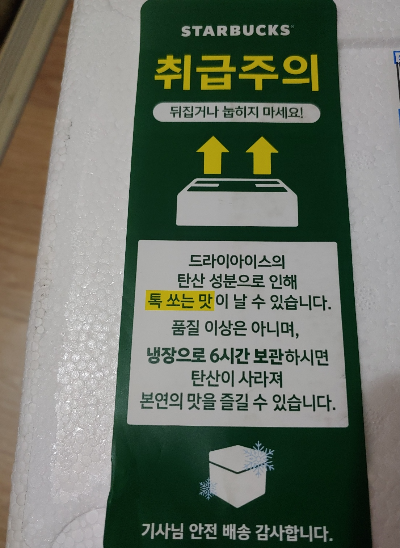 STARBUCKS
취급주의
뒤집거나 눕히지 마세요!
드라이아이스의
탄산 성분으로 인해
톡 쏘는 맛이 날 수 있습니다.
품질 이상은 아니며,
냉장으로 6시간 보관하시면
탄산이 사라져
본연의 맛을 즐길 수 있습니다.
기사님 안전 배송 감사합니다.